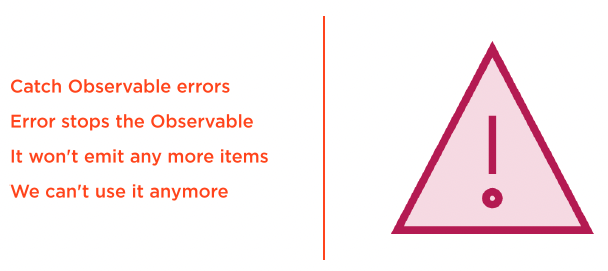 Catch Observable errors
Error stops the Observable
It won't emit any more items
We can't use it anymore